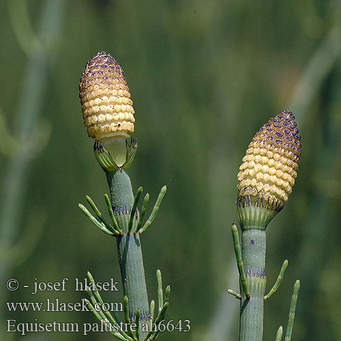 © - josef hlasek
www.hlasek.com
Equisetum palustre ah6643